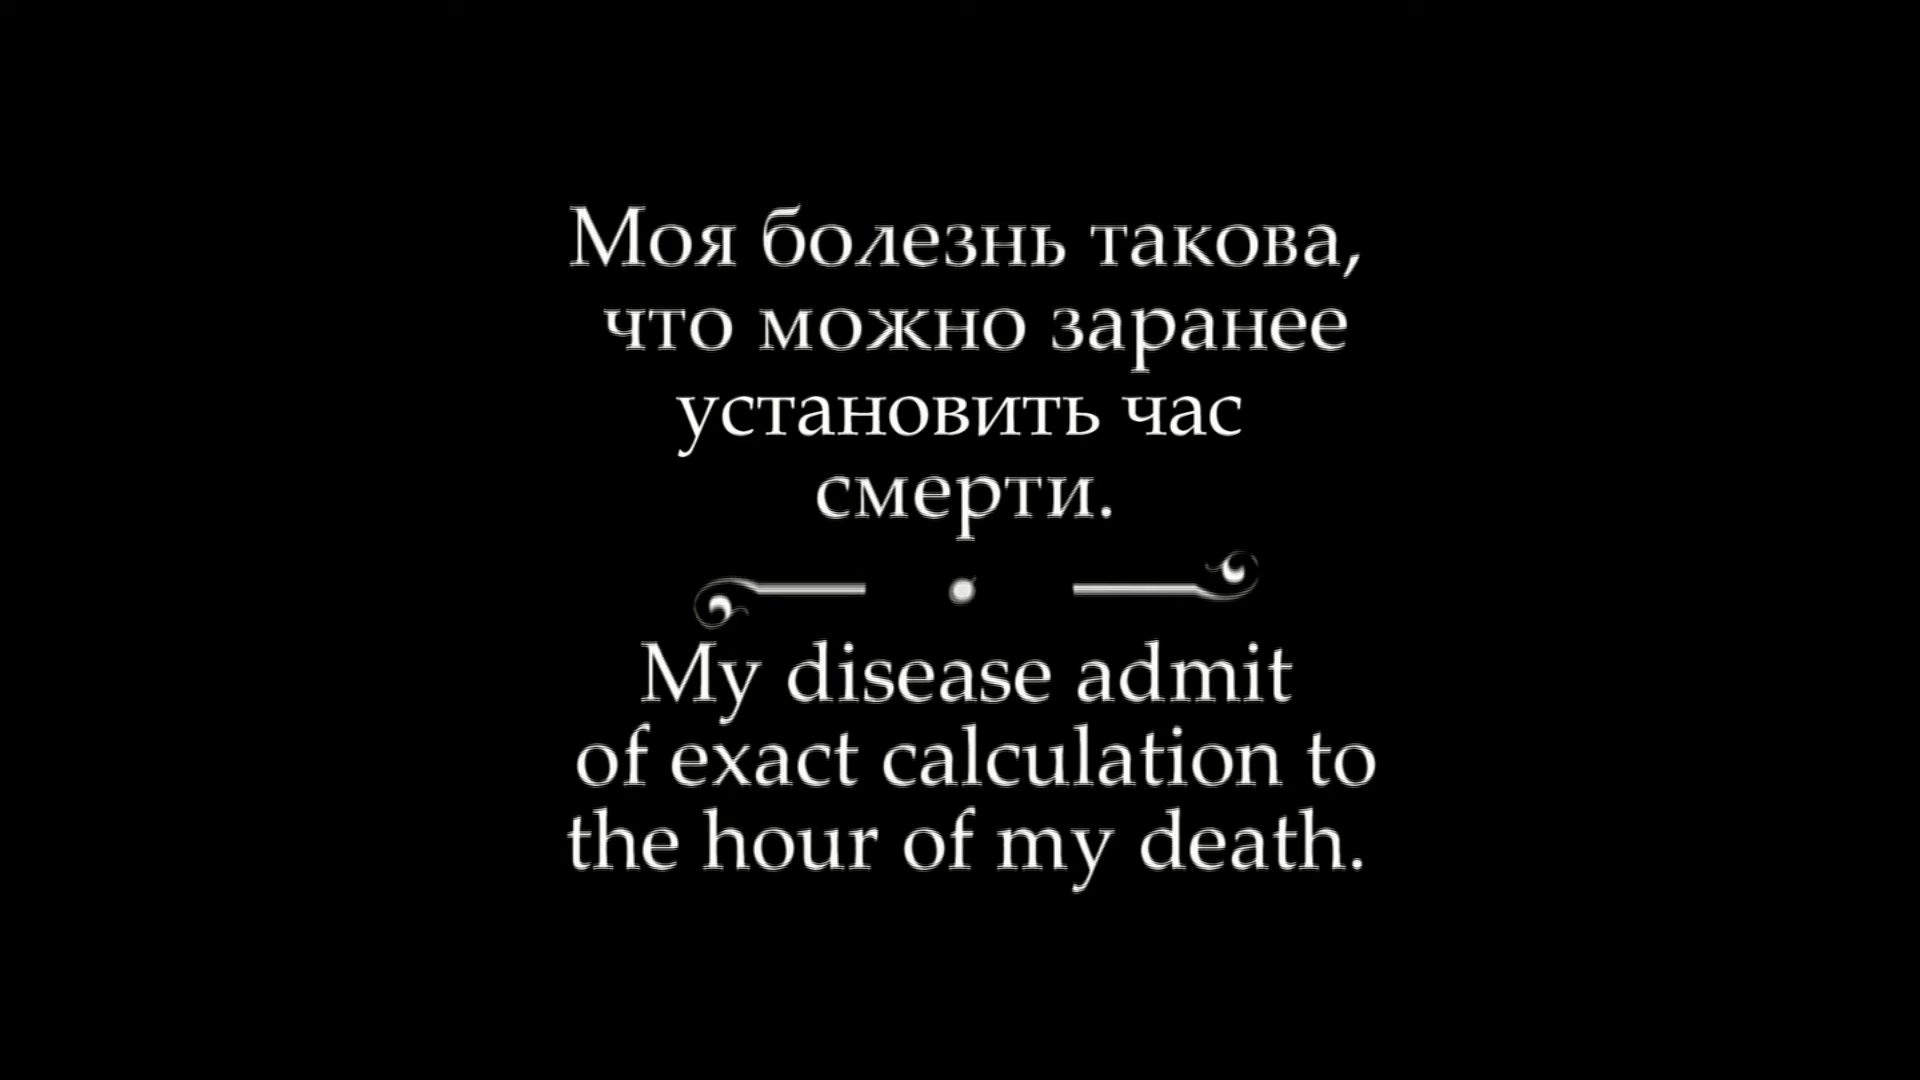 Моя болезнь такова,
что можно заранее
установить час
смерти.
My disease admit
of exact calculation to
the hour of my death.